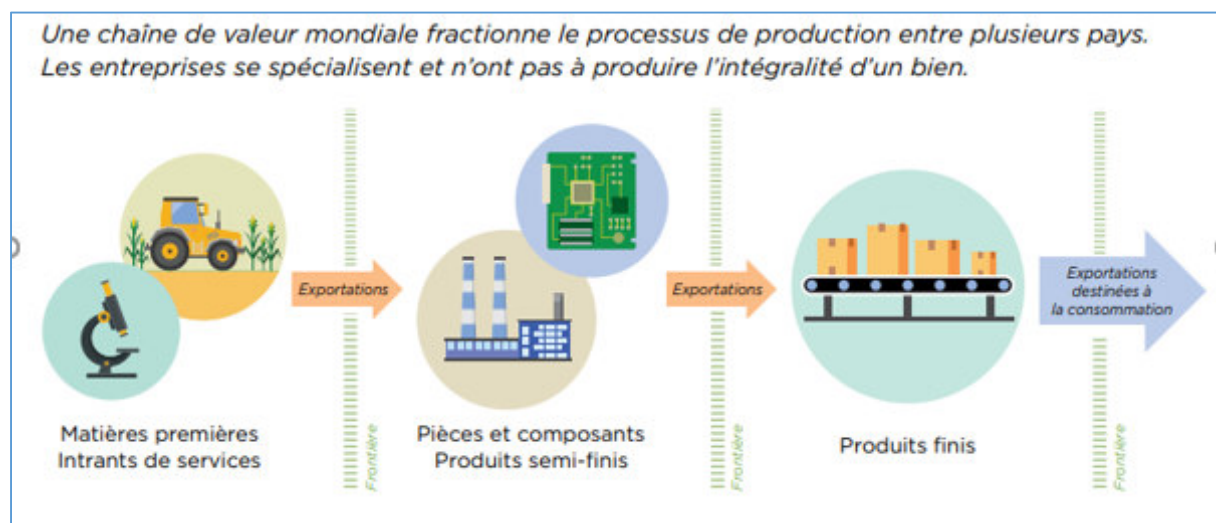 Une chaîne de valeur mondiale fractionne le processus de production entre plusieurs pays.
Les entreprises se spécialisent et n'ont pas à produire l'intégralité d'un bien.
Exportations
Exportations
Exportations
destinées à
la consommation
Matières premières
Intrants de services
Frontière
Pièces et composants
Produits semi-finis
Frontière
Produits finis
Frontière